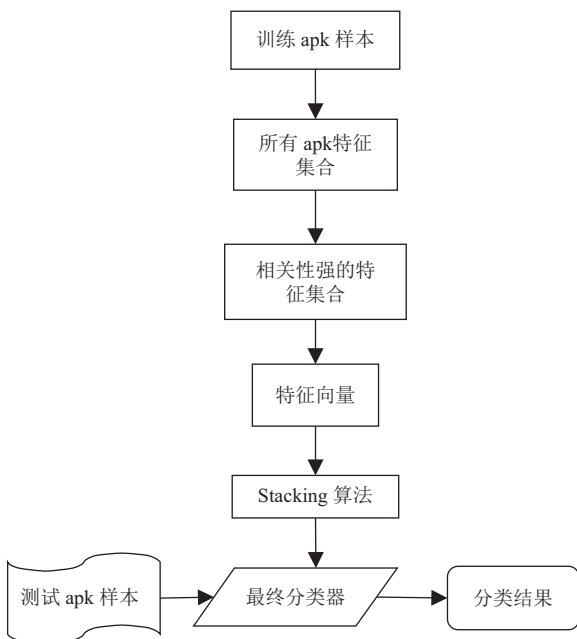 训练 apk 样本
所有 apk特征
集合
相关性强的特
征集合
特征向量
Stacking 算法
测试 apk 样本
最终分类器
分类结果